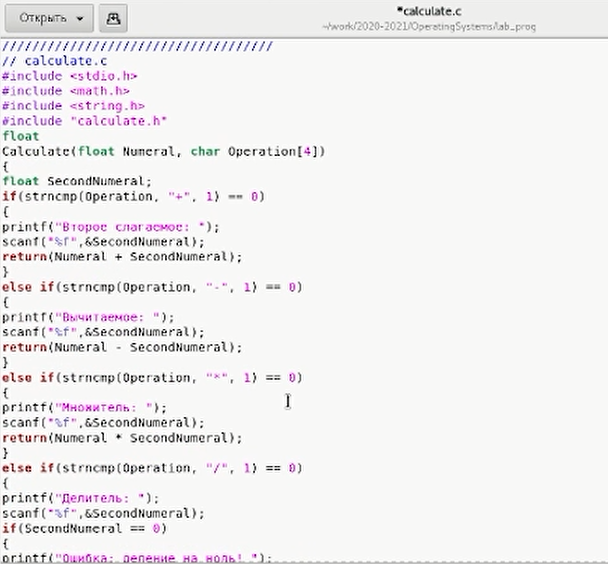 Открыть
*calculate.c
~/work/2020-2021/OperatingSystems/lab_prog
////////////////////////////////////
// calculate.c
#include <stdio.h>
#include <math.h>
#include <string.h>
#include "calculate.h"
float
Calculate(float Numeral, char Operation[4])
{
float SecondNumeral;
if(strncmp(Operation, "+", 1) == 0)
{
printf("Второе слагаемое: ");
scanf("%f",&SecondNumeral);
return(Numeral + SecondNumeral);
}
else if(strncmp(Operation, "-", 1) == 0)
{
printf("Вычитаемое: ");
scanf("%f",&SecondNumeral);
return(Numeral - SecondNumeral);
}
else if(strncmp(Operation, "*", 1) == 0)
{
printf("Множитель: ");
scanf("%f",&SecondNumeral);
return(Numeral * SecondNumeral);
}
else if(strncmp(Operation, "/", 1) == 0)
{
printf("Делитель: ");
scanf("%f",&SecondNumeral);
if(SecondNumeral == 0)
{
printf("Ошибка: деление на ноль! ");